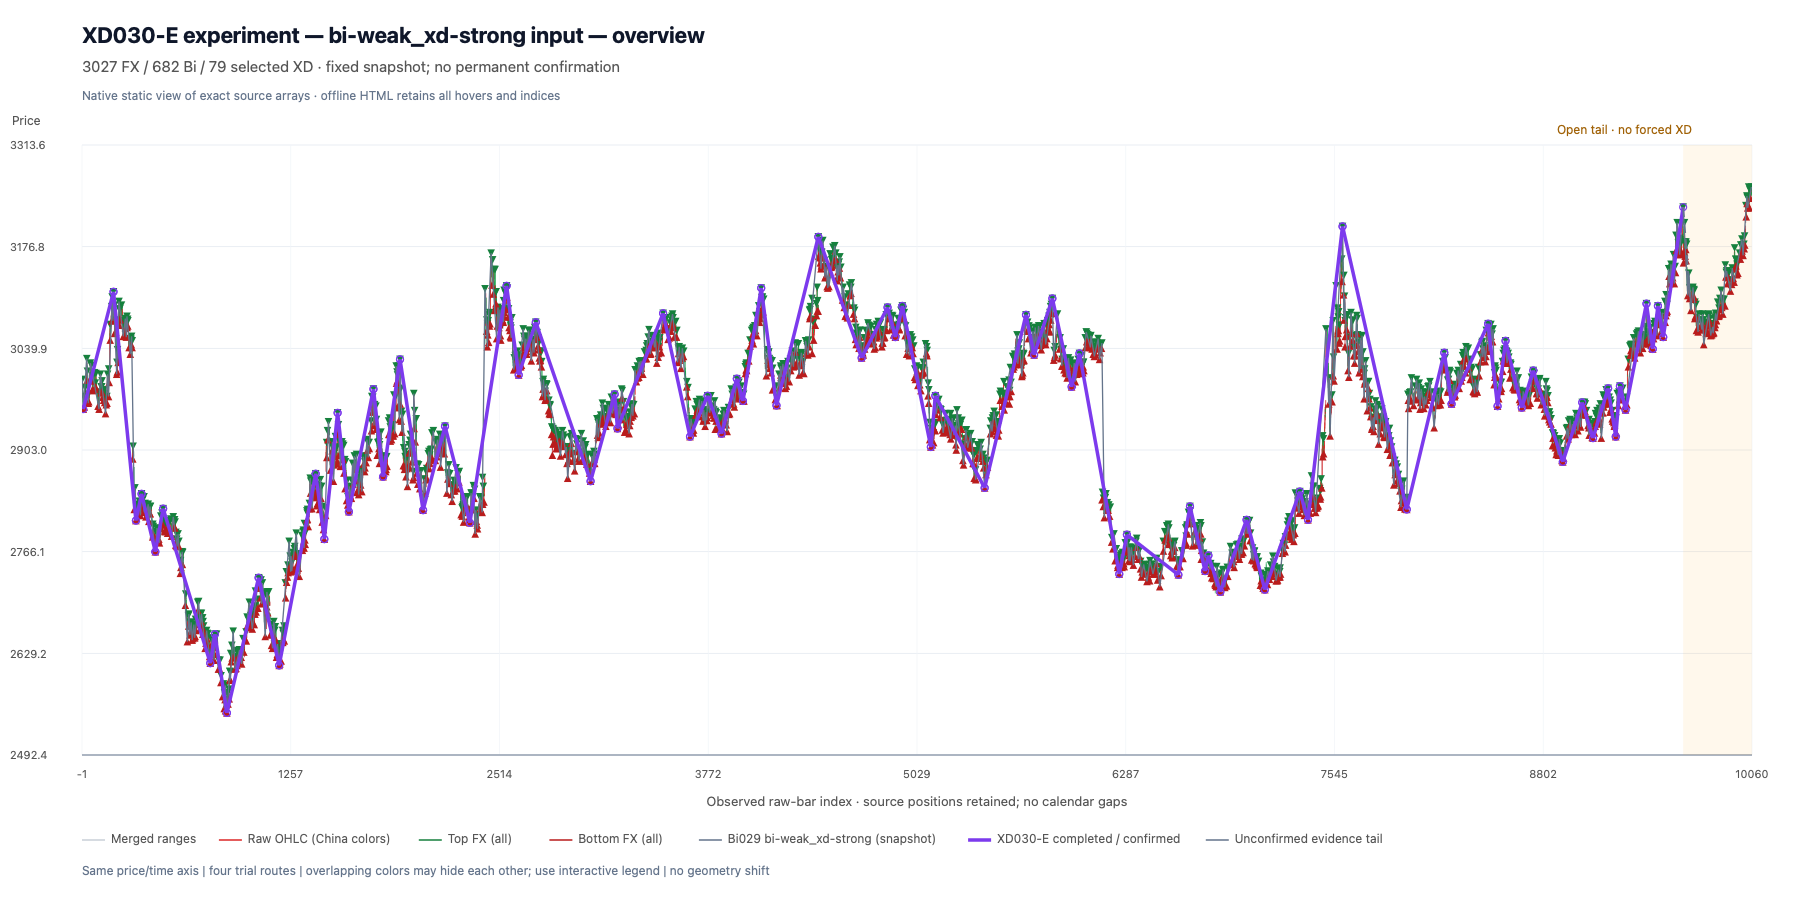 XD030-E experiment — bi-weak_xd-strong input — overview
3027 FX / 682 Bi / 79 selected XD · fixed snapshot; no permanent confirmation
Native static view of exact source arrays · offline HTML retains all hovers and indices
Price
Open tail · no forced XD
3313.6
3176.8
3039.9
2903.0
2766.1
2629.2
2492.4
-1 1257 2514 3772 5029 6287 7545 8802 10060
Observed raw-bar index · source positions retained; no calendar gaps
Merged ranges Raw OHLC (China colors) Top FX (all) Bottom FX (all) Bi029 bi-weak_xd-strong (snapshot) XD030-E completed / confirmed Unconfirmed evidence tail
Same price/time axis | four trial routes | overlapping colors may hide each other; use interactive legend | no geometry shift